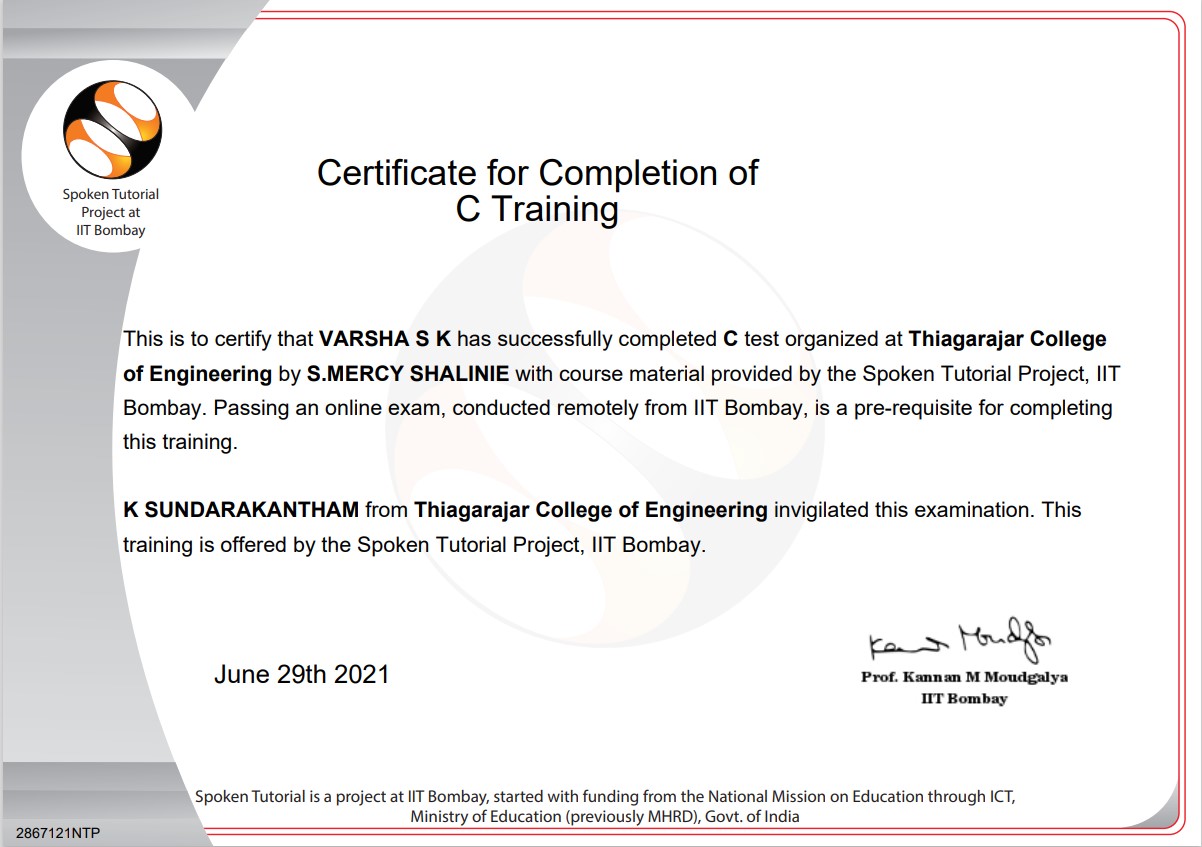 Spoken Tutorial
Project at
IIT Bombay
Certificate for Completion of
C Training
This is to certify that VARSHA S K has successfully completed C test organized at Thiagarajar College
of Engineering by S.MERCY SHALINIE with course material provided by the Spoken Tutorial Project, IIT
Bombay. Passing an online exam, conducted remotely from IIT Bombay, is a pre-requisite for completing
this training.
K SUNDARAKANTHAM from Thiagarajar College of Engineering invigilated this examination. This
training is offered by the Spoken Tutorial Project, IIT Bombay.
June 29th 2021
Kannan Moudgalya
Prof. Kannan M Moudgalya
IIT Bombay
Spoken Tutorial is a project at IIT Bombay, started with funding from the National Mission on Education through ICT,
Ministry of Education (previously MHRD), Govt. of India
2867121NTP